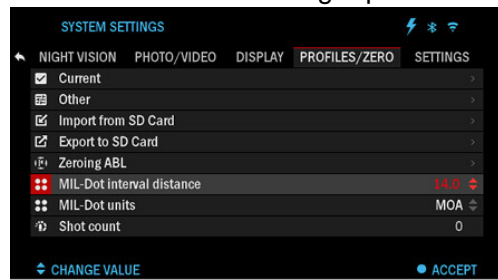 SYSTEM SETTINGS
NIGHT VISION PHOTO/VIDEO DISPLAY PROFILES/ZERO SETTINGS
Current
Other
Import from SD Card
Export to SD Card
Zeroing ABL
MIL-Dot interval distance 14.0
MIL-Dot units MOA
Shot count 0
CHANGE VALUE ACCEPT